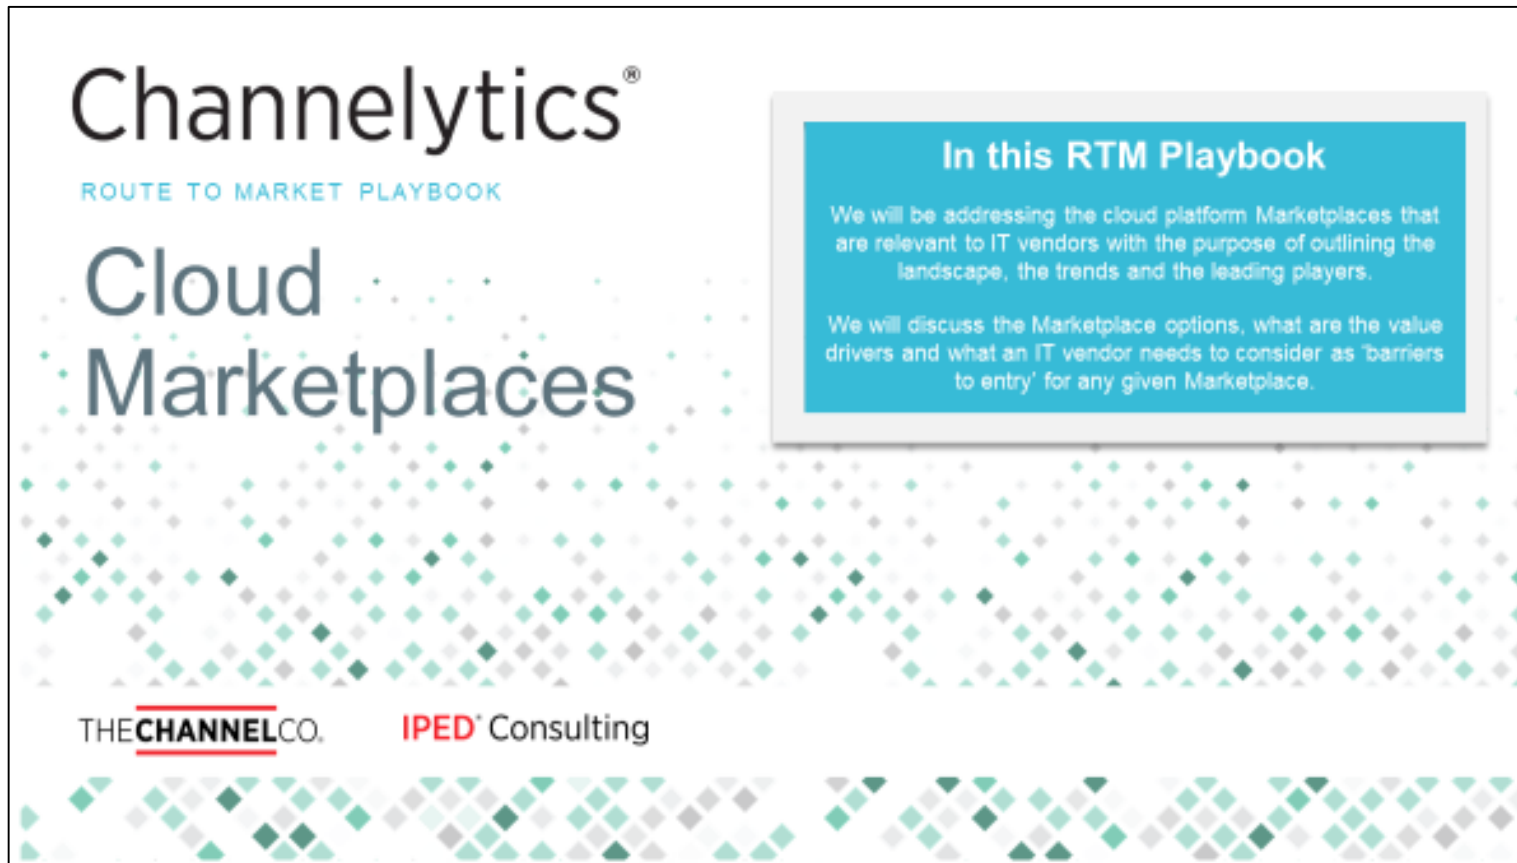 Channelytics®
ROUTE TO MARKET PLAYBOOK
Cloud
Marketplaces
In this RTM Playbook
We will be addressing the cloud platform Marketplaces that
are relevant to IT vendors with the purpose of outlining the
landscape, the trends and the leading players.
We will discuss the Marketplace options, what are the value
drivers and what an IT vendor needs to consider as ‘barriers
to entry’ for any given Marketplace.
THECHANNELCO.
IPED® Consulting